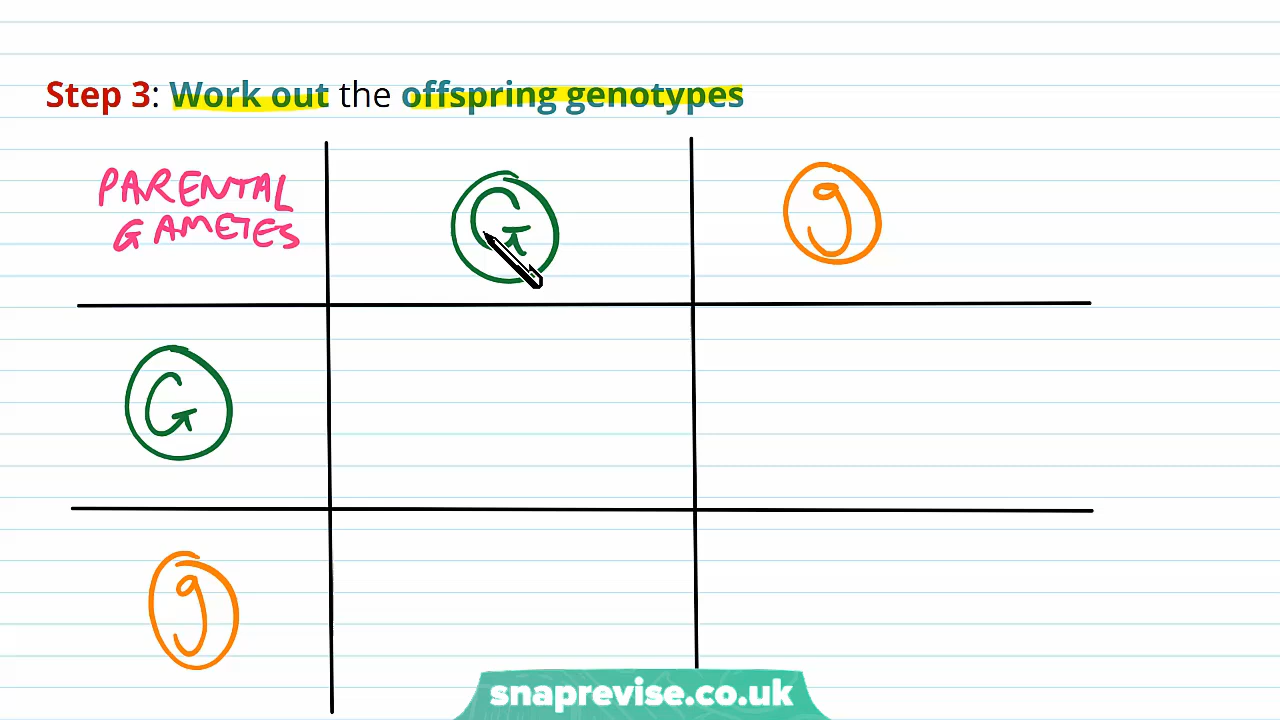 Step 3: Work out the offspring genotypes
PARENTAL
GAMETES
G
g
G
g
snaprevise.co.uk